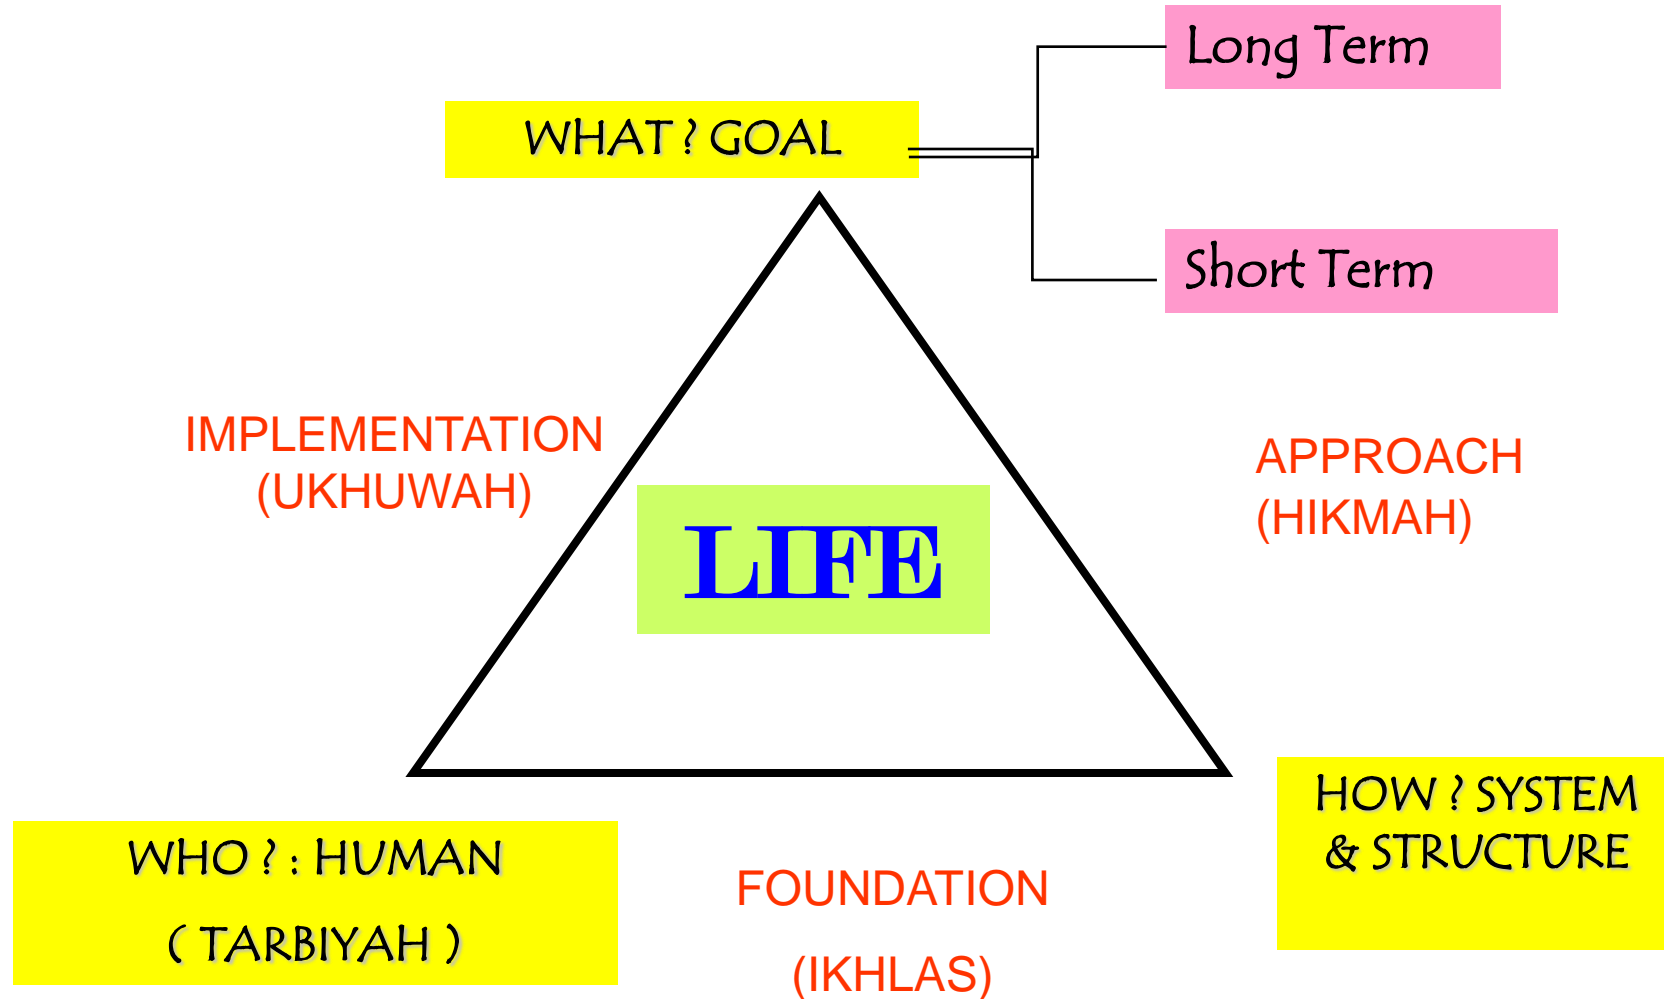 Long Term
WHAT ? GOAL
Short Term
IMPLEMENTATION
(UKHUWAH)
APPROACH
(HIKMAH)
LIFE
HOW ? SYSTEM
& STRUCTURE
WHO ? : HUMAN
( TARBIYAH )
FOUNDATION
(IKHLAS)